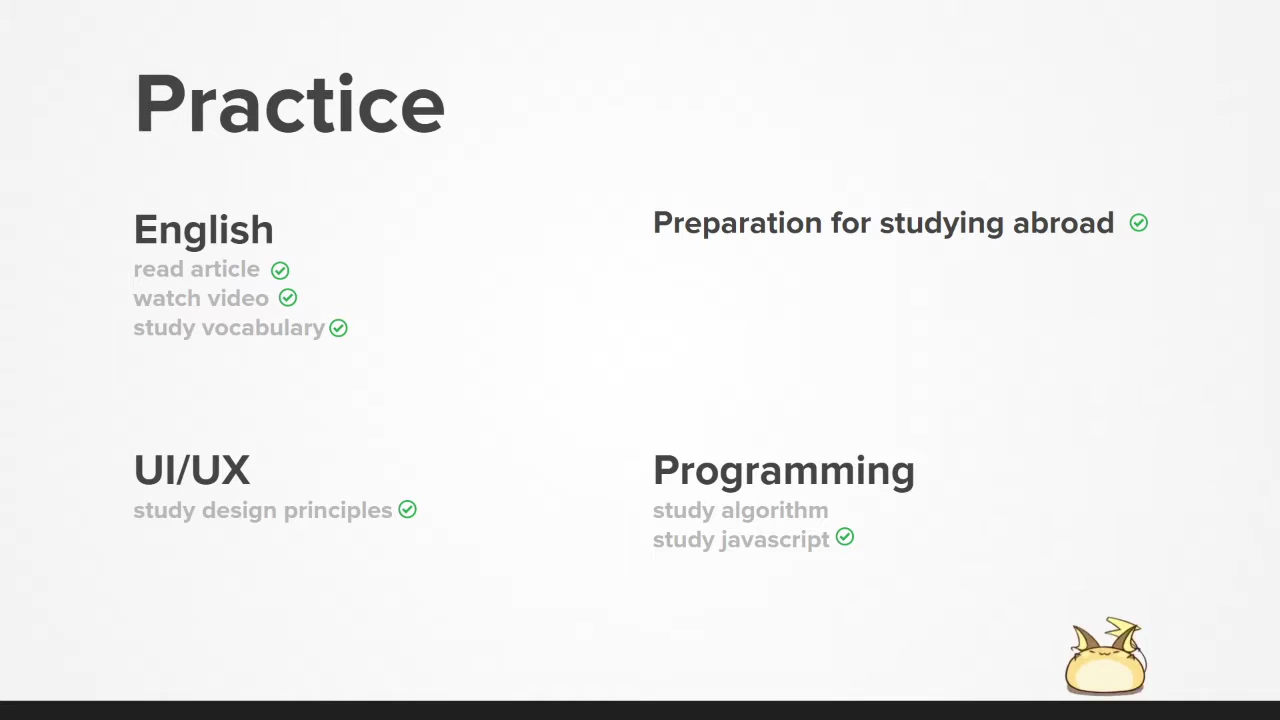 Practice
English
read article
watch video
study vocabulary
Preparation for studying abroad
UI/UX
study design principles
Programming
study algorithm
study javascript